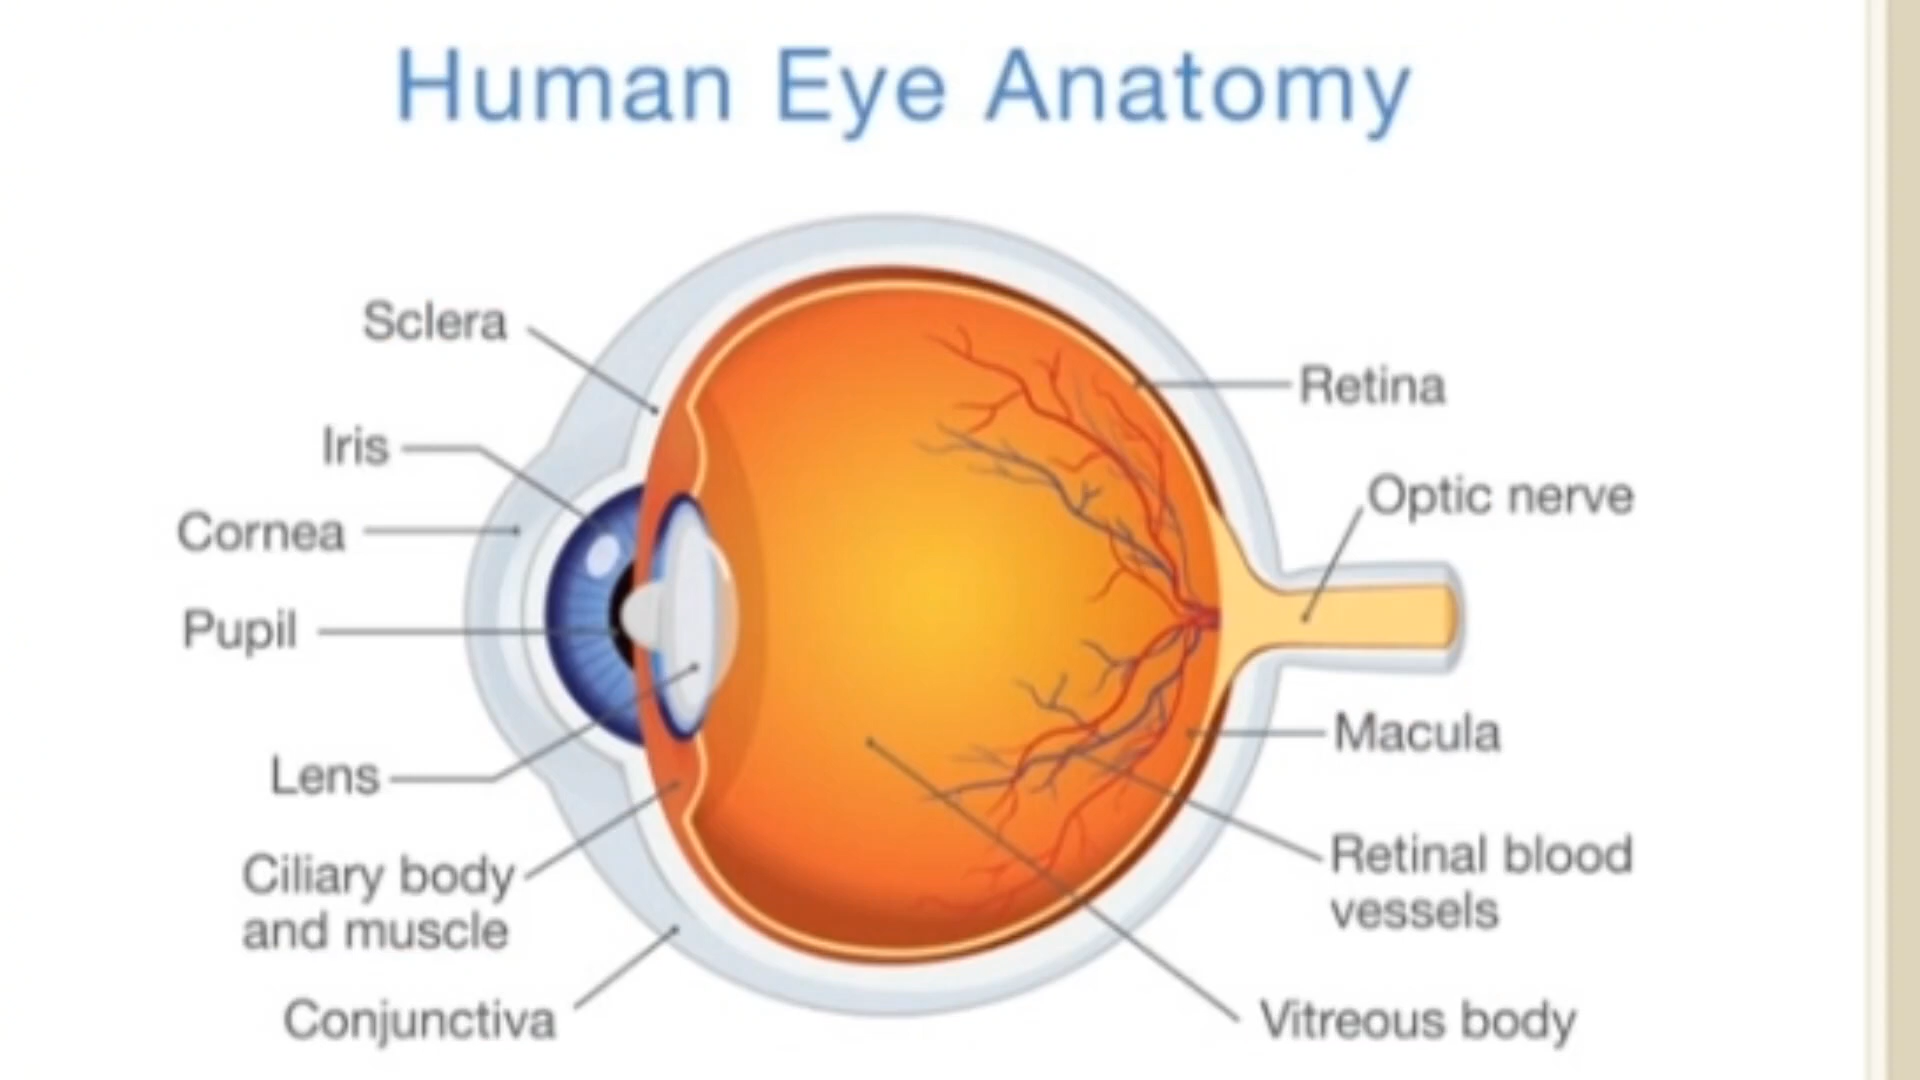 Human Eye Anatomy
Sclera
Iris
Cornea
Pupil
Lens
Ciliary body
and muscle
Conjunctiva
Retina
Optic nerve
Macula
Retinal blood
vessels
Vitreous body